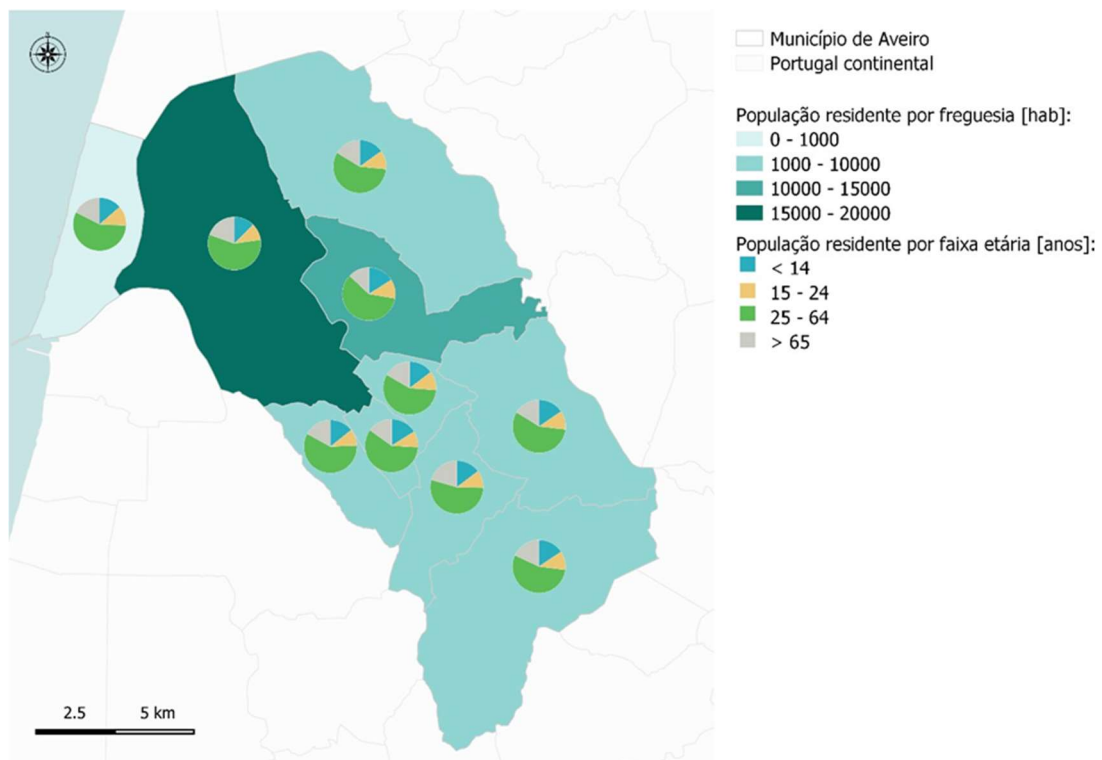 Município de Aveiro
Portugal continental
População residente por freguesia [hab]:
0 - 1000
1000 - 10000
10000 - 15000
15000 - 20000
População residente por faixa etária [anos]:
< 14
15 - 24
25 - 64
> 65
2.5 5 km